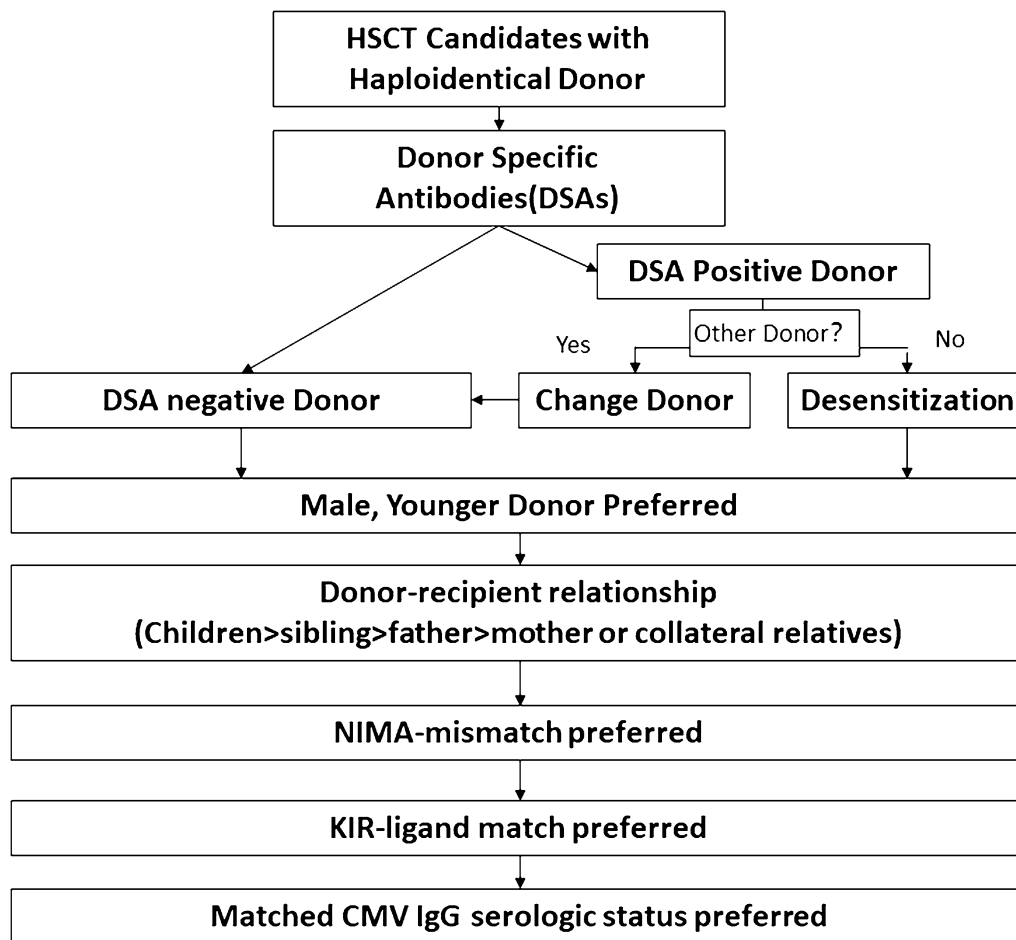 HSCT Candidates with
Haploidentical Donor
Donor Specific
Antibodies(DSAs)
DSA Positive Donor
Other Donor?
Yes
No
DSA negative Donor
Change Donor
Desensitization
Male, Younger Donor Preferred
Donor-recipient relationship
(Children>sibling>father>mother or collateral relatives)
NIMA-mismatch preferred
KIR-ligand match preferred
Matched CMV IgG serologic status preferred